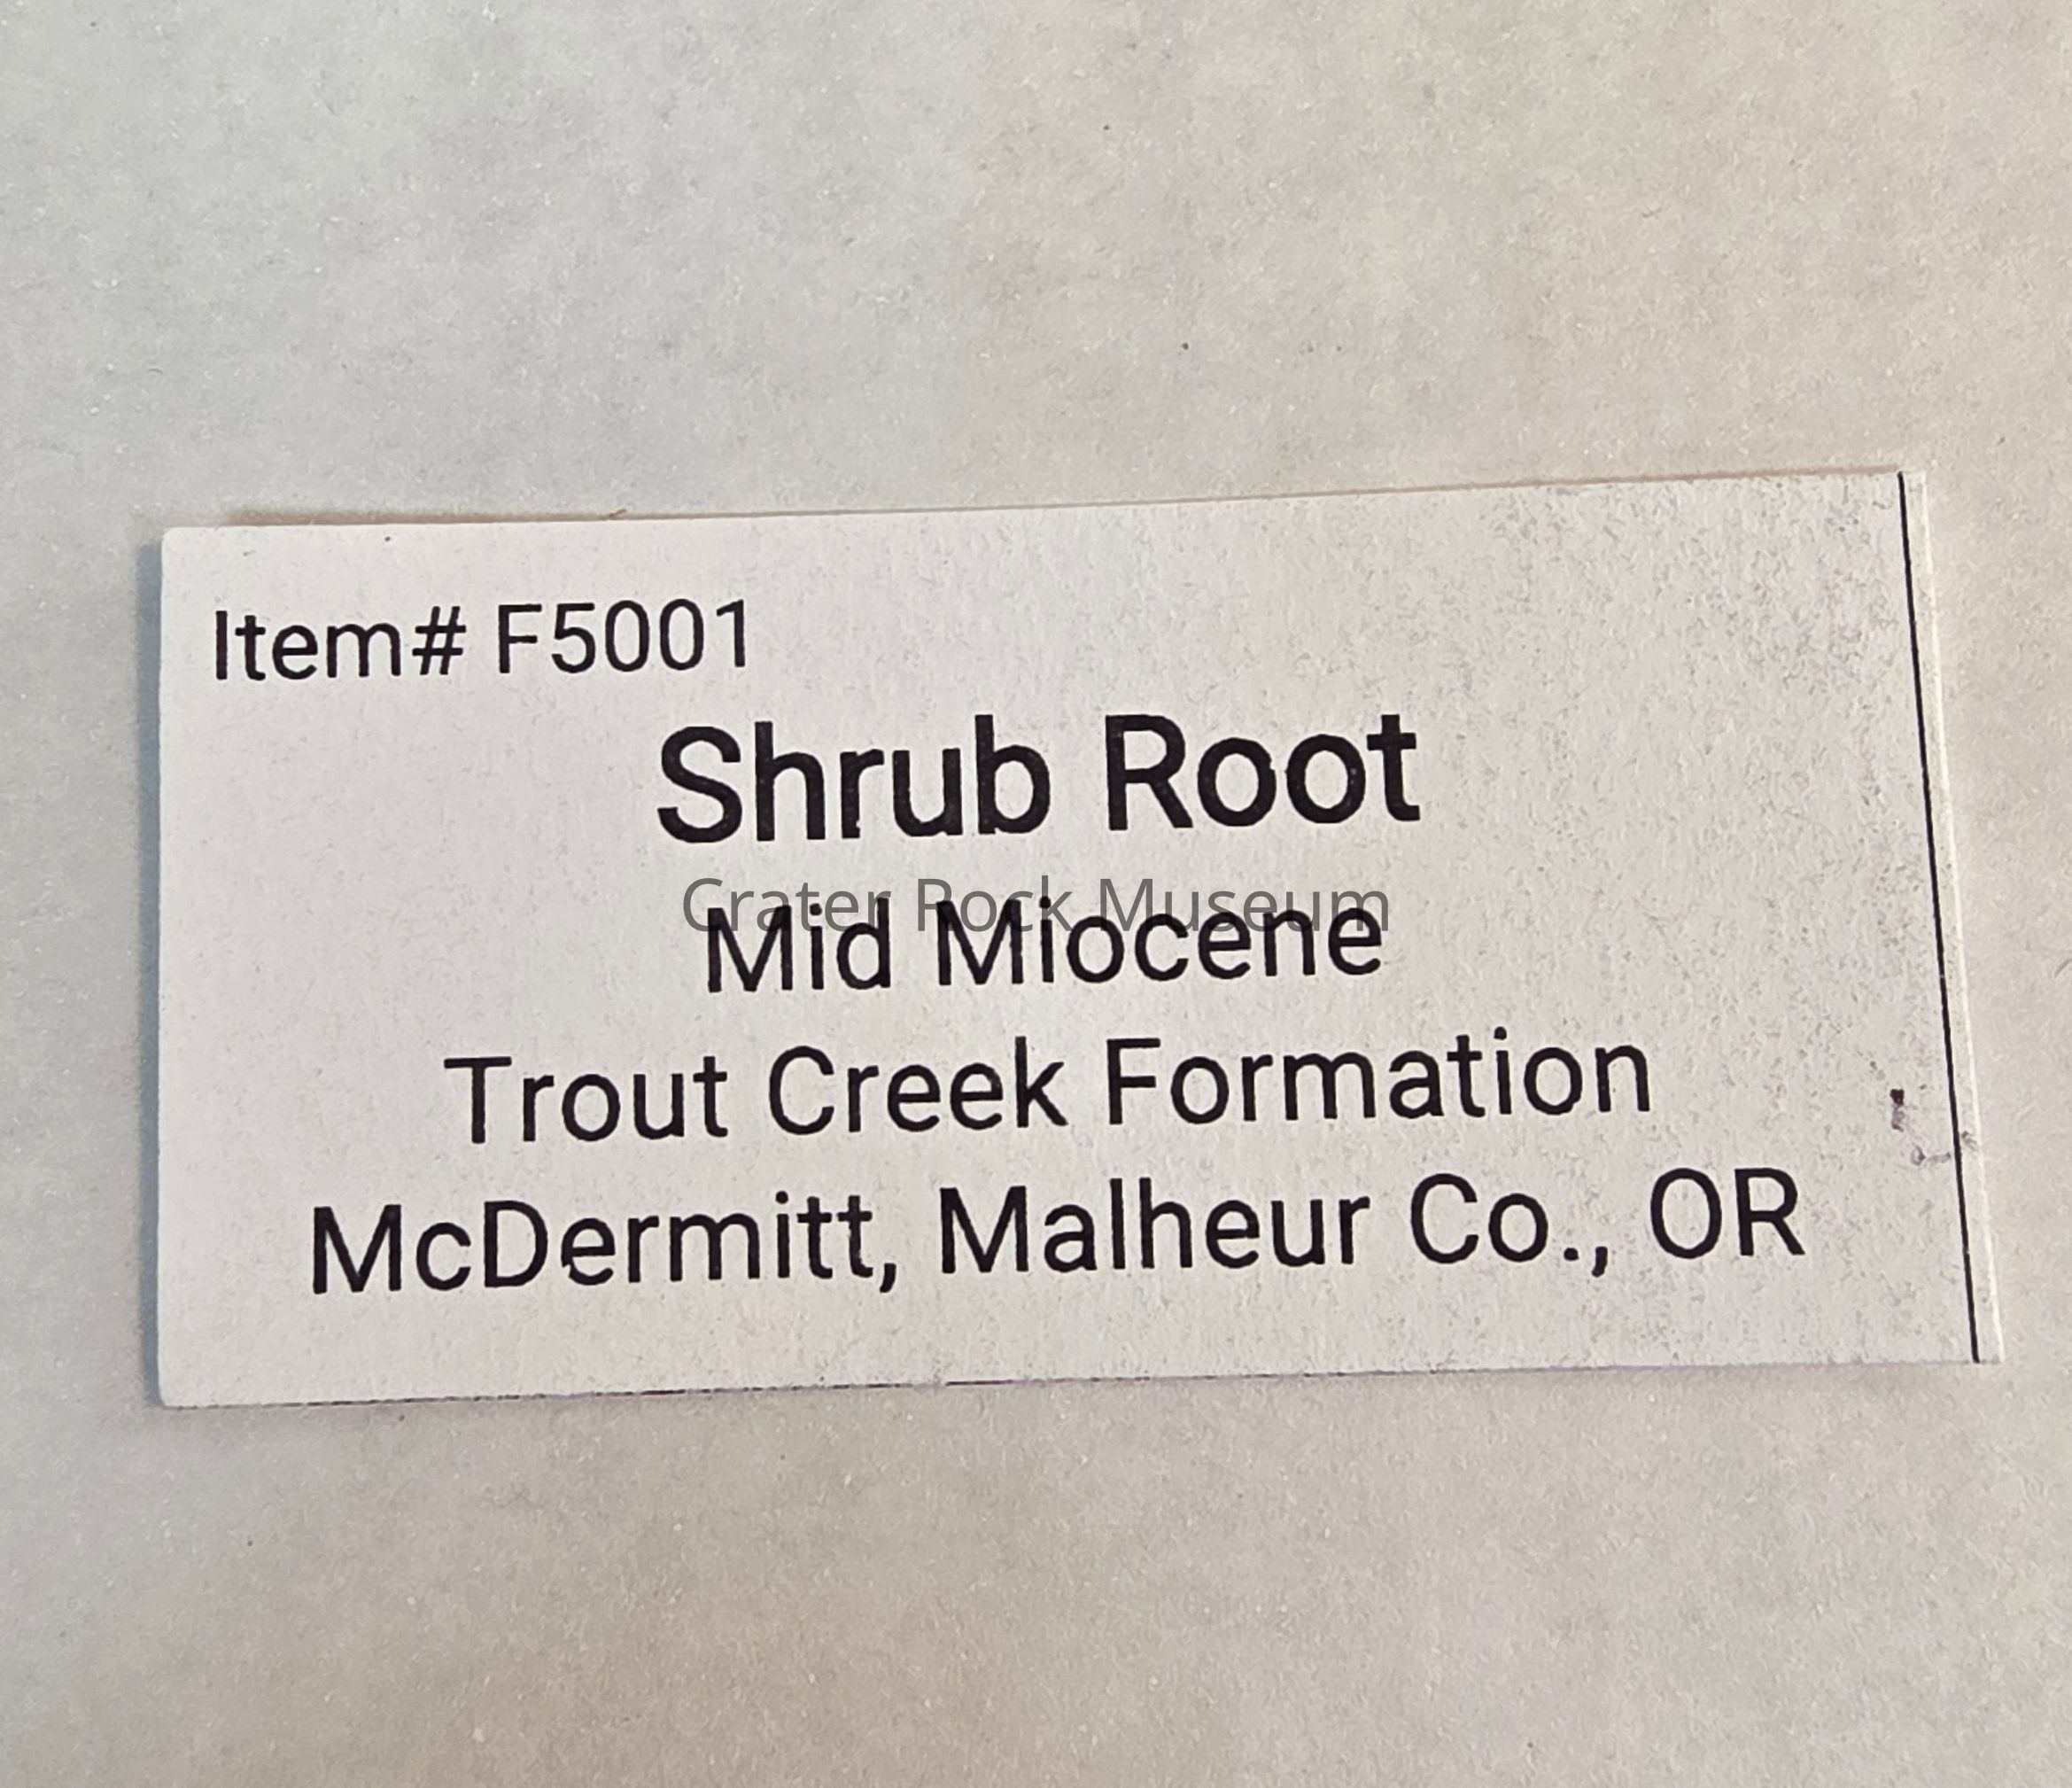 Item# F5001
Shrub Root
Crater Rock Museum
Mid Miocene
Trout Creek Formation
McDermitt, Malheur Co., OR